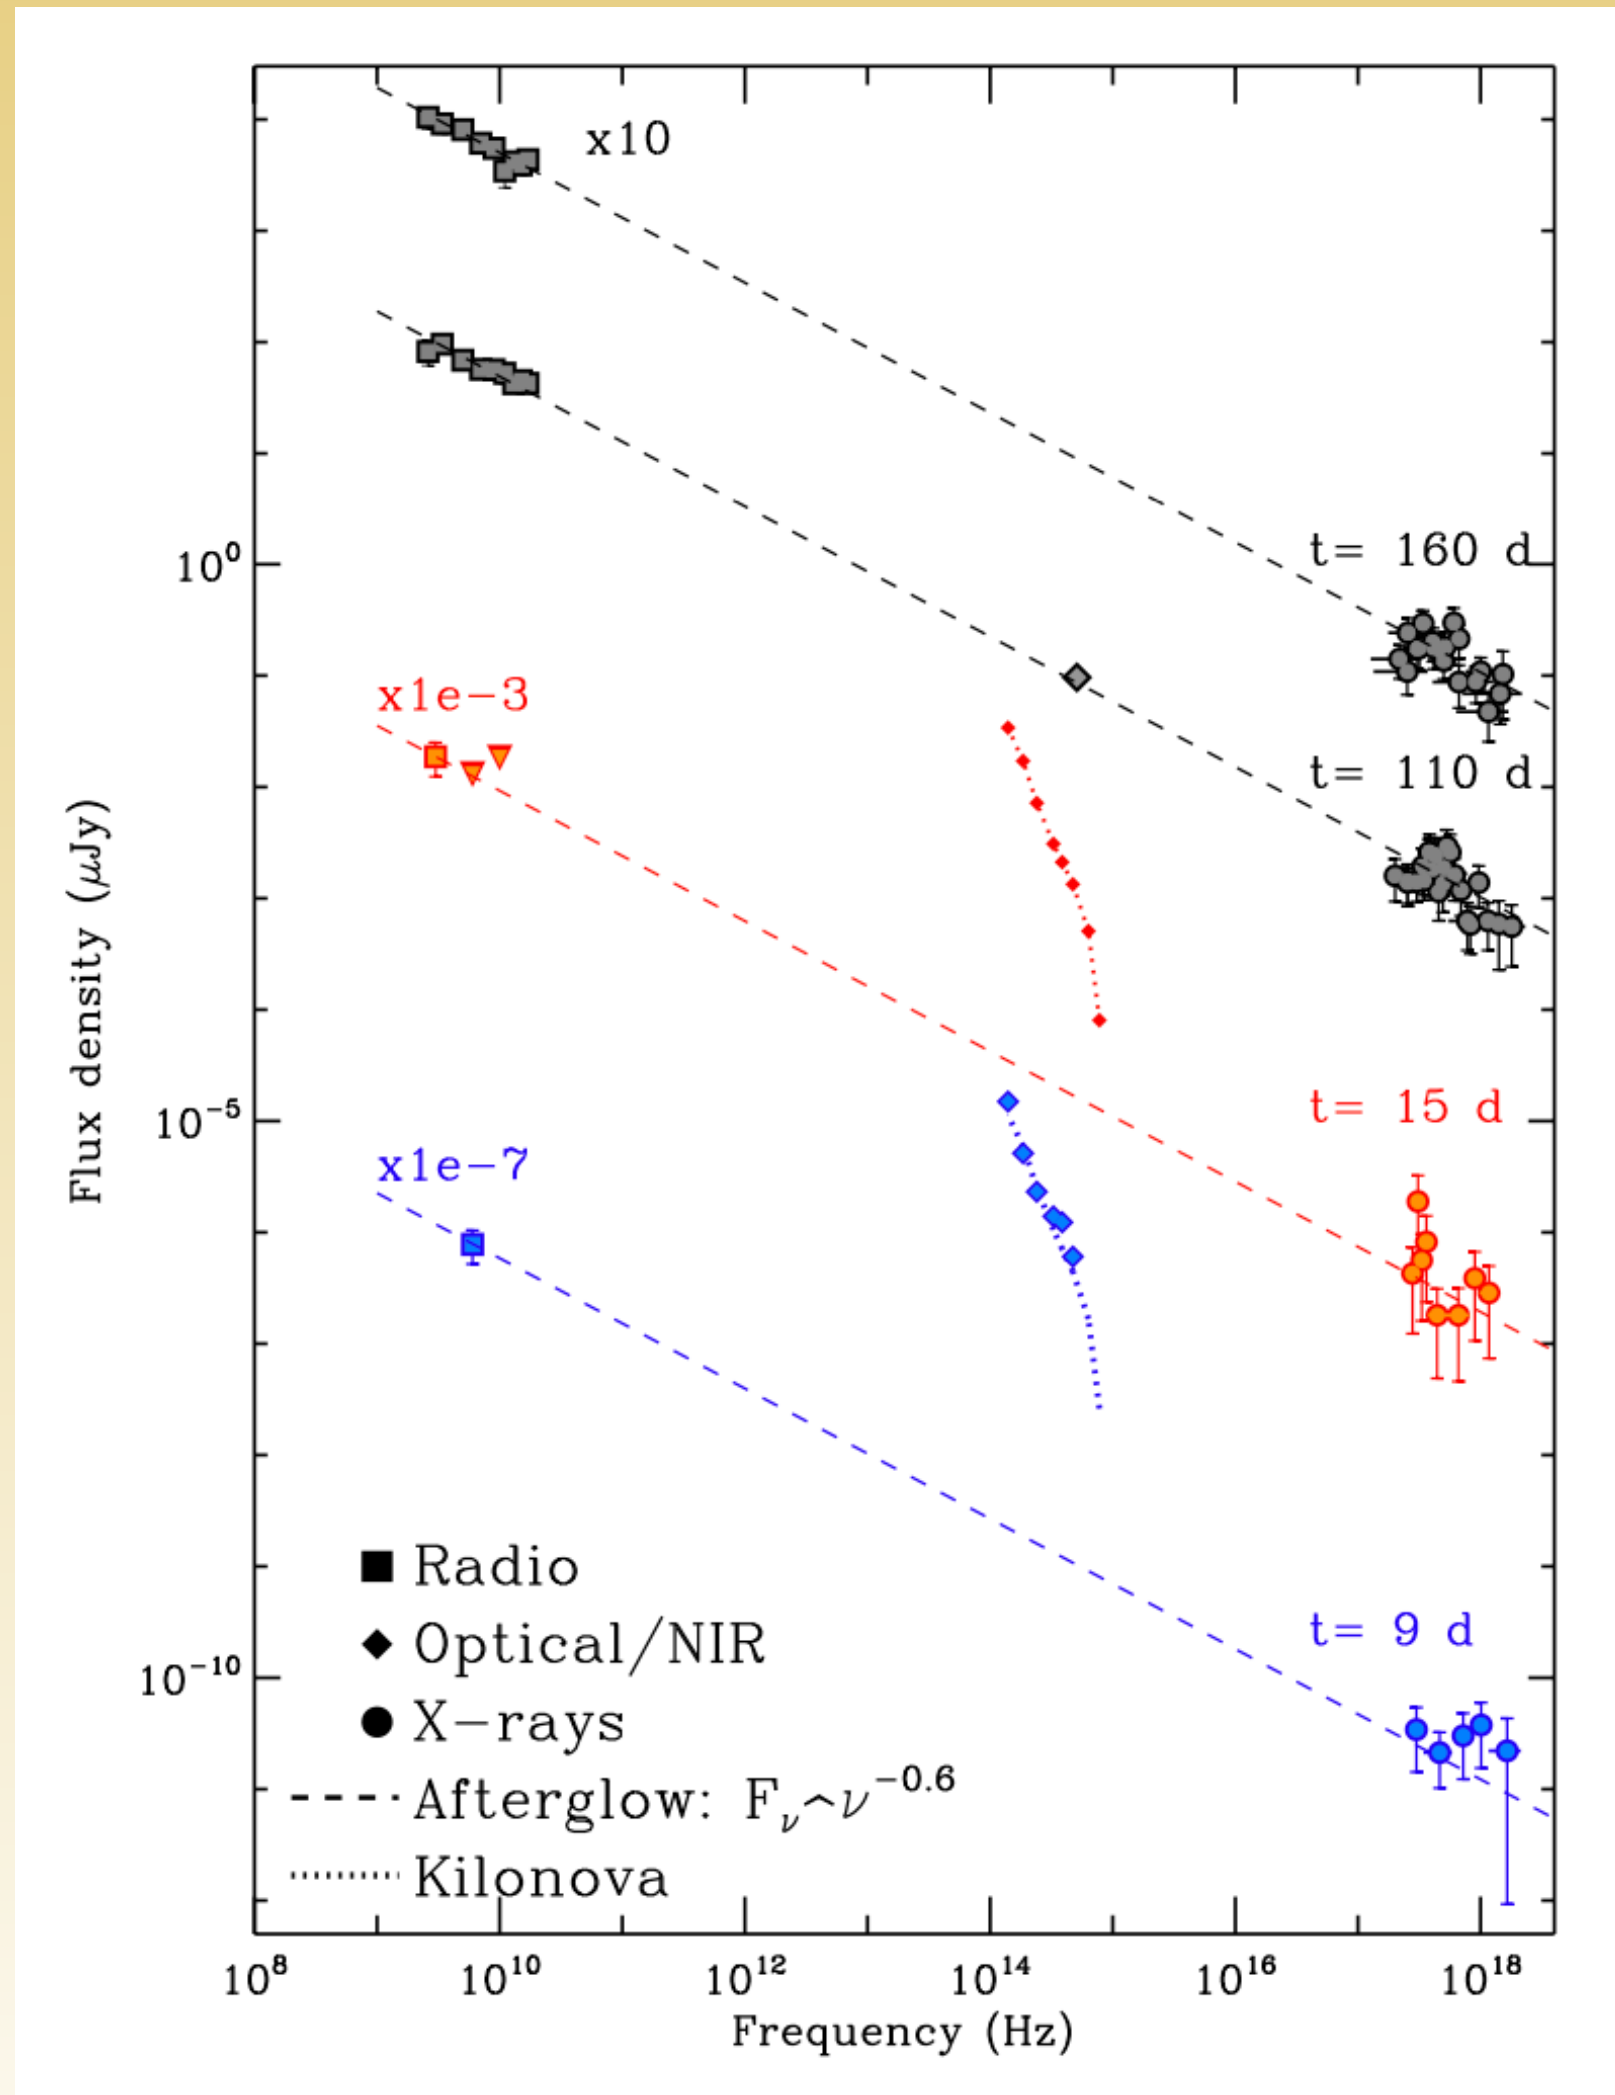 x10
t= 160 d
10⁰
x1e−3
t= 110 d
Flux density (μJy)
t= 15 d
10⁻⁵
x1e−7
Radio
t= 9 d
Optical/NIR
10⁻¹⁰
X−rays
Afterglow: Fᵥ~ν⁻⁰·⁶
Kilonova
10⁸ 10¹⁰ 10¹² 10¹⁴ 10¹⁶ 10¹⁸
Frequency (Hz)